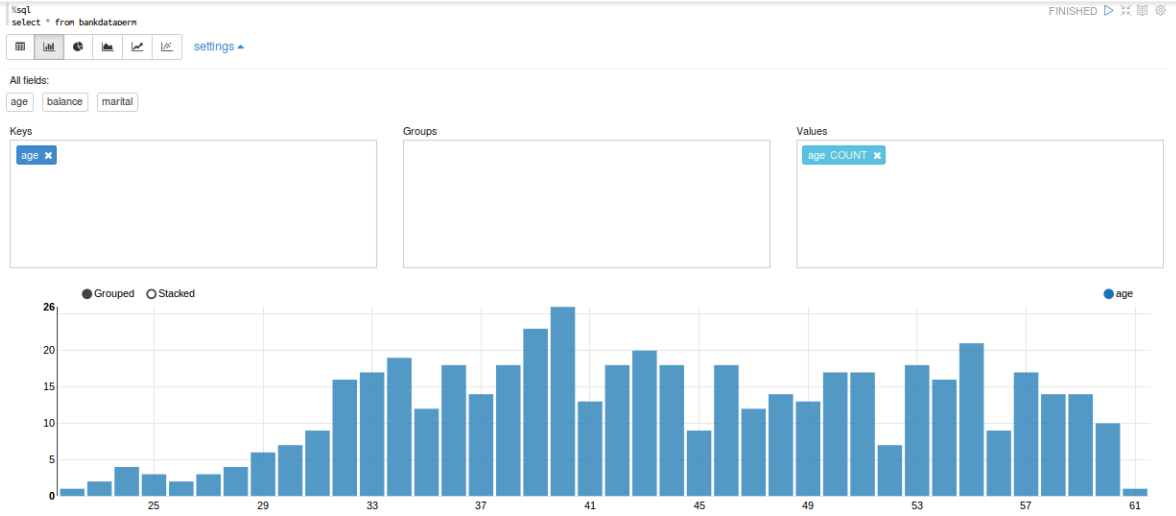 %sql
FINISHED
select * from bankdataperm
settings
All fields:
age balance marital
Keys Groups Values
age × age COUNT ×
Grouped Stacked age
26
20
15
10
5
0
25 29 33 37 41 45 49 53 57 61